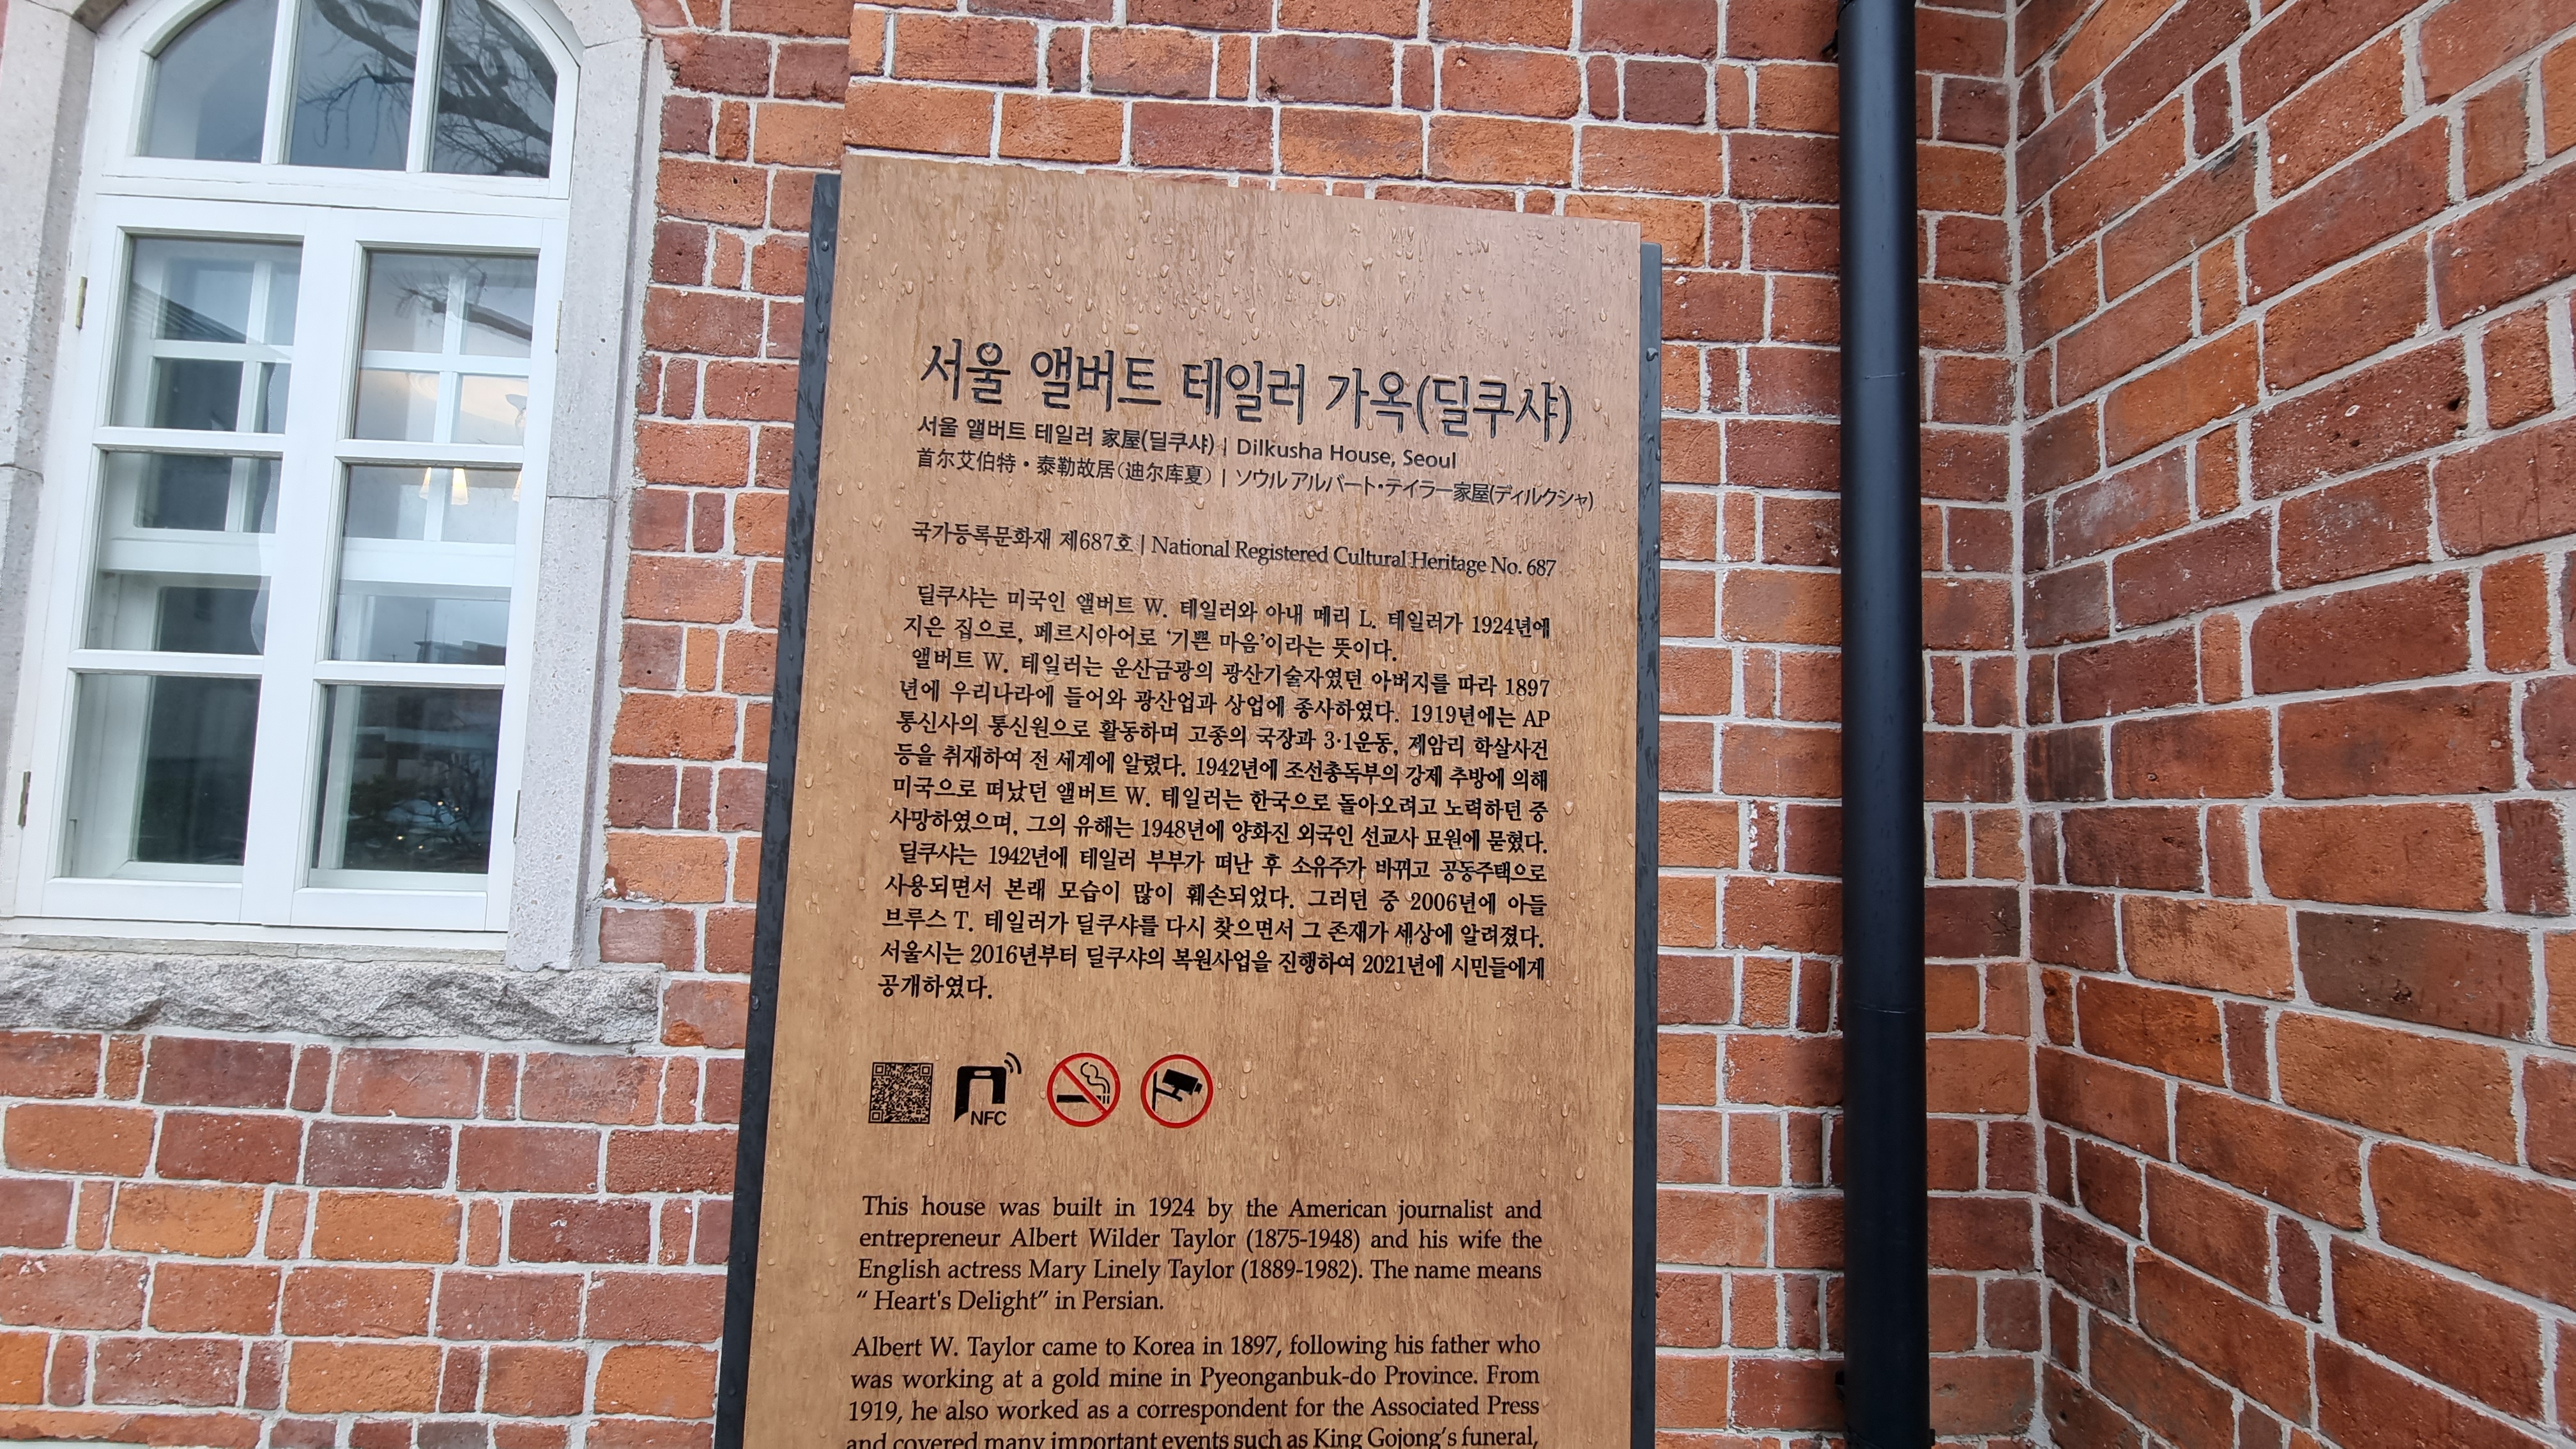 서울 앨버트 테일러 가옥(딜쿠샤)
서울 앨버트 테일러 家屋(딜쿠샤) | Dilkusha House, Seoul
首尔艾伯特·泰勒故居(迪尔库夏) | ソウル アルバート·テイラー家屋(ディルクシャ)
국가등록문화재 제687호 | National Registered Cultural Heritage No. 687
딜쿠샤는 미국인 앨버트 W. 테일러와 아내 메리 L. 테일러가 1924년에
지은 집으로, 페르시아어로 '기쁜 마음'이라는 뜻이다.
앨버트 W. 테일러는 운산금광의 광산기술자였던 아버지를 따라 1897
년에 우리나라에 들어와 광산업과 상업에 종사하였다. 1919년에는 AP
통신사의 통신원으로 활동하며 고종의 국장과 3·1운동, 제암리 학살사건
등을 취재하여 전 세계에 알렸다. 1942년에 조선총독부의 강제 추방에 의해
미국으로 떠났던 앨버트 W. 테일러는 한국으로 돌아오려고 노력하던 중
사망하였으며, 그의 유해는 1948년에 양화진 외국인 선교사 묘원에 묻혔다.
딜쿠샤는 1942년에 테일러 부부가 떠난 후 소유주가 바뀌고 공동주택으로
사용되면서 본래 모습이 많이 훼손되었다. 그러던 중 2006년에 아들
브루스 T. 테일러가 딜쿠샤를 다시 찾으면서 그 존재가 세상에 알려졌다.
서울시는 2016년부터 딜쿠샤의 복원사업을 진행하여 2021년에 시민들에게
공개하였다.
NFC
This house was built in 1924 by the American journalist and
entrepreneur Albert Wilder Taylor (1875-1948) and his wife the
English actress Mary Linely Taylor (1889-1982). The name means
“ Heart's Delight” in Persian.
Albert W. Taylor came to Korea in 1897, following his father who
was working at a gold mine in Pyeonganbuk-do Province. From
1919, he also worked as a correspondent for the Associated Press
and covered many important events such as King Gojong's funeral,